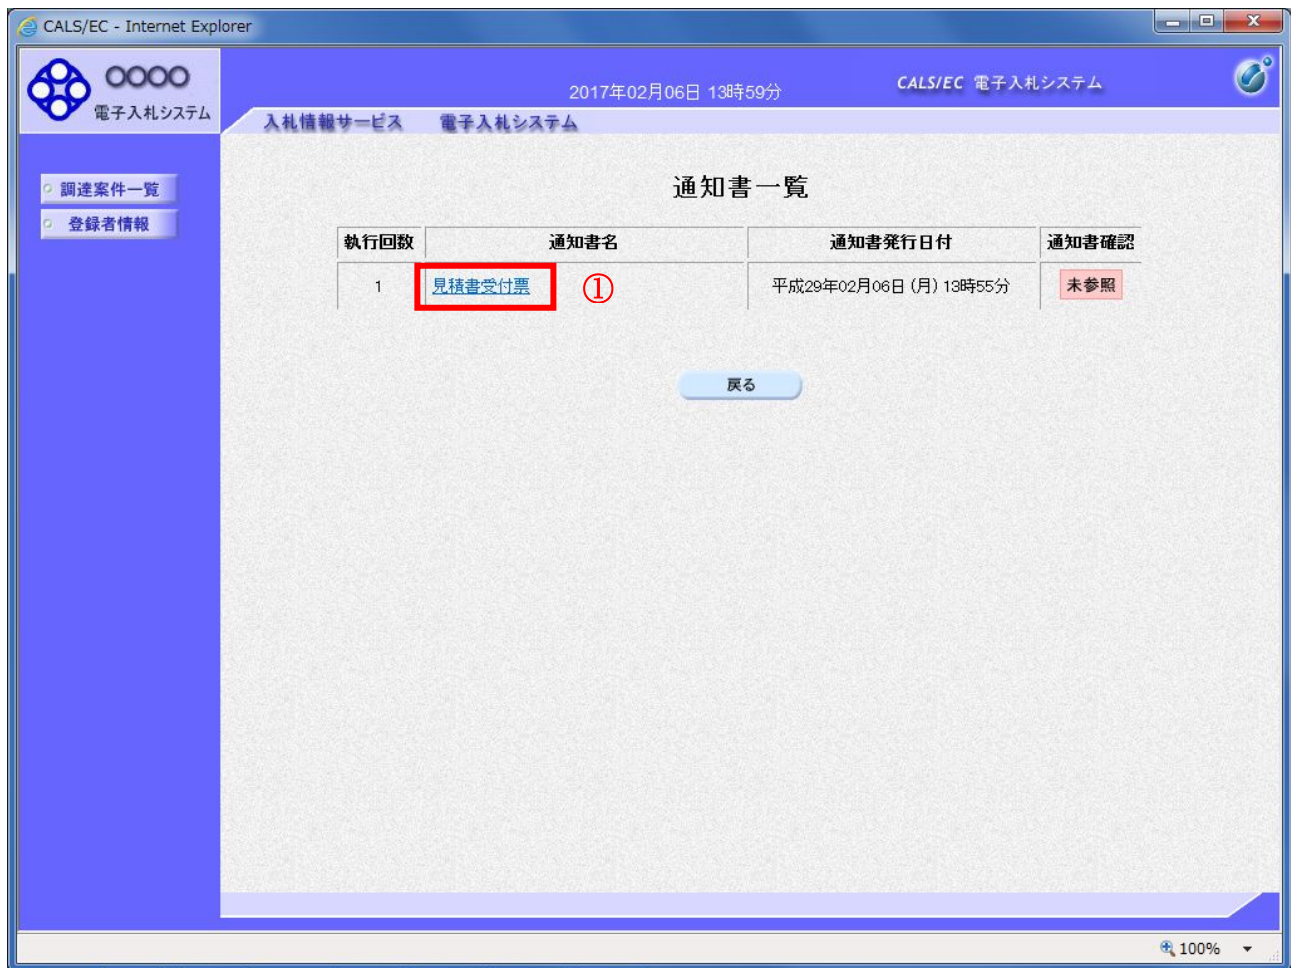 CALS/EC - Internet Explorer
〇〇〇〇
電子入札システム
2017年02月06日 13時59分
CALS/EC 電子入札システム
入札情報サービス 電子入札システム
調達案件一覧
登録者情報
通知書一覧
執行回数 通知書名 通知書発行日付 通知書確認
1 見積書受付票 ① 平成29年02月06日 (月) 13時55分 未参照
戻る
100%